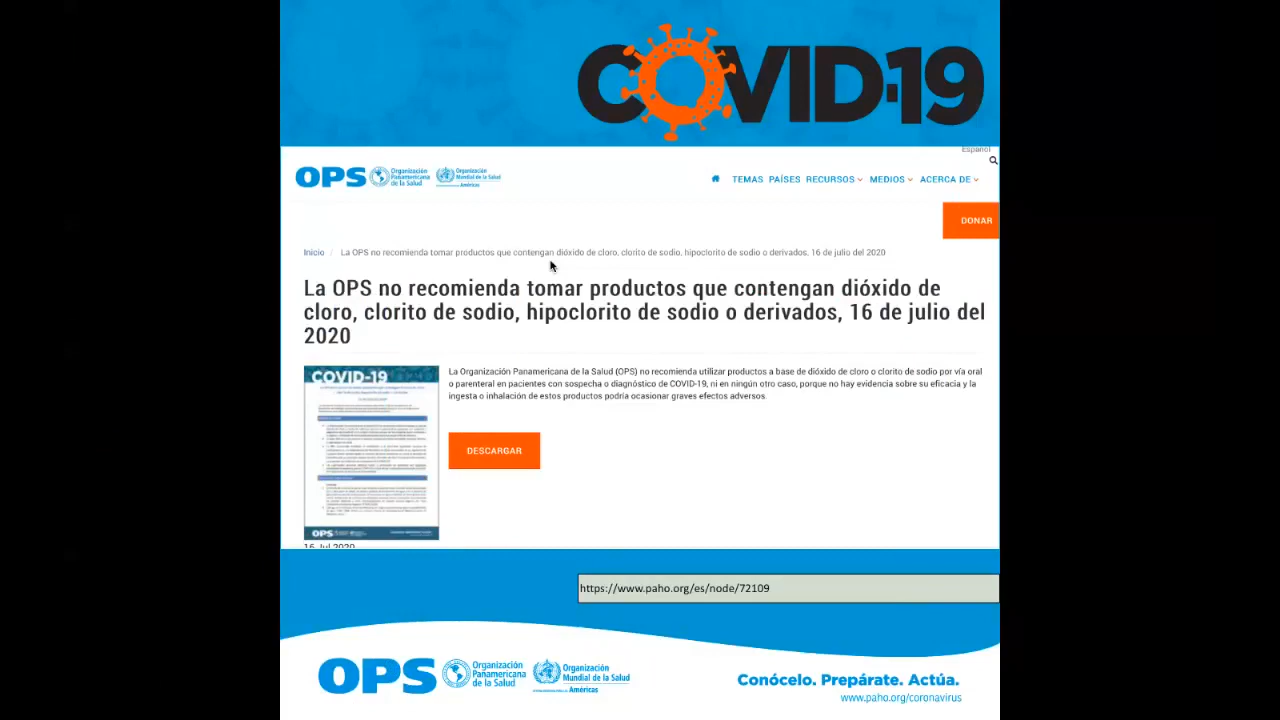 COVID-19
Español
OPS Organización Panamericana de la Salud Organización Mundial de la Salud Américas
TEMAS PAÍSES RECURSOS MEDIOS ACERCA DE
DONAR
Inicio / La OPS no recomienda tomar productos que contengan dióxido de cloro, clorito de sodio, hipoclorito de sodio o derivados, 16 de julio del 2020
La OPS no recomienda tomar productos que contengan dióxido de
cloro, clorito de sodio, hipoclorito de sodio o derivados, 16 de julio del
2020
COVID-19
La Organización Panamericana de la Salud (OPS) no recomienda utilizar productos a base de dióxido de cloro o clorito de sodio por vía oral
o parenteral en pacientes con sospecha o diagnóstico de COVID-19, ni en ningún otro caso, porque no hay evidencia sobre su eficacia y la
ingesta o inhalación de estos productos podría ocasionar graves efectos adversos.
DESCARGAR
OPS
16 Jul 2020
https://www.paho.org/es/node/72109
OPS Organización Panamericana de la Salud Organización Mundial de la Salud Américas
Conócelo. Prepárate. Actúa.
www.paho.org/coronavirus